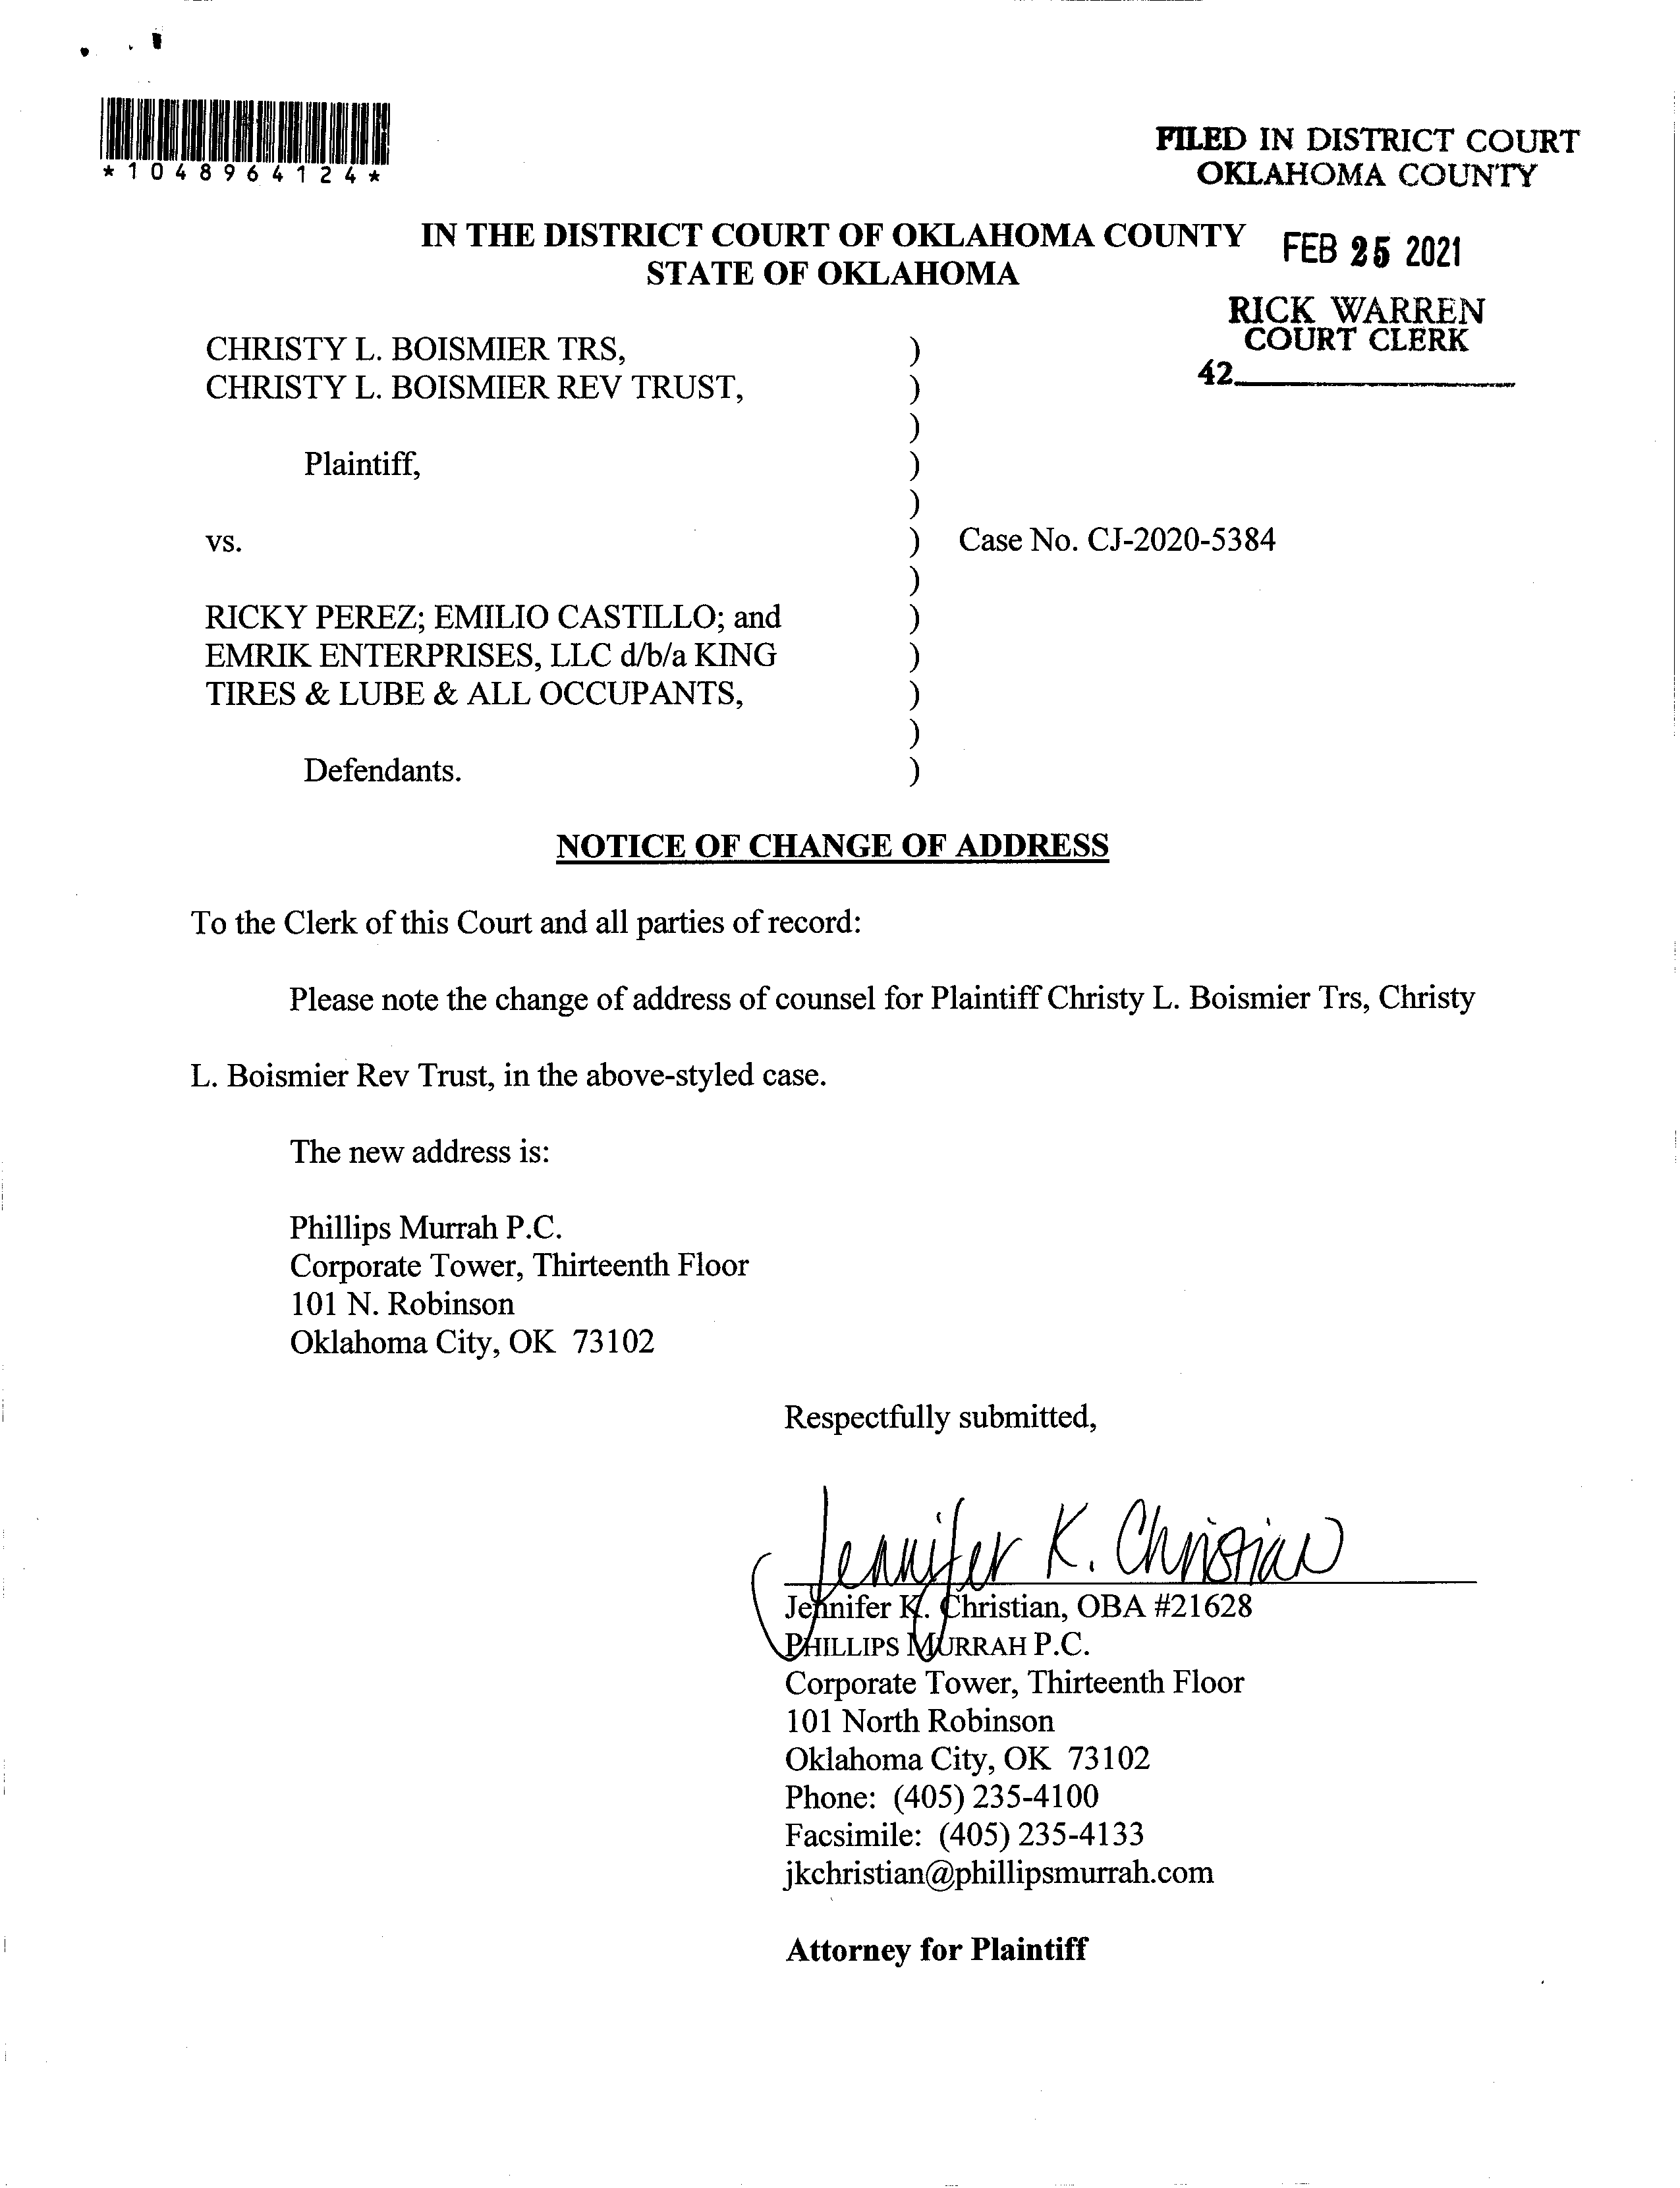 *1048964124*
FILED IN DISTRICT COURT
OKLAHOMA COUNTY
IN THE DISTRICT COURT OF OKLAHOMA COUNTY
STATE OF OKLAHOMA
FEB 25 2021
RICK WARREN
COURT CLERK
42
CHRISTY L. BOISMIER TRS, )
CHRISTY L. BOISMIER REV TRUST, )
)
Plaintiff, )
)
vs. ) Case No. CJ-2020-5384
)
RICKY PEREZ; EMILIO CASTILLO; and )
EMRIK ENTERPRISES, LLC d/b/a KING )
TIRES & LUBE & ALL OCCUPANTS, )
)
Defendants. )
NOTICE OF CHANGE OF ADDRESS
To the Clerk of this Court and all parties of record:
Please note the change of address of counsel for Plaintiff Christy L. Boismier Trs, Christy
L. Boismier Rev Trust, in the above-styled case.
The new address is:
Phillips Murrah P.C.
Corporate Tower, Thirteenth Floor
101 N. Robinson
Oklahoma City, OK 73102
Respectfully submitted,
Jennifer K. Christian
Jennifer K. Christian, OBA #21628
PHILLIPS MURRAH P.C.
Corporate Tower, Thirteenth Floor
101 North Robinson
Oklahoma City, OK 73102
Phone: (405) 235-4100
Facsimile: (405) 235-4133
jkchristian@phillipsmurrah.com
Attorney for Plaintiff